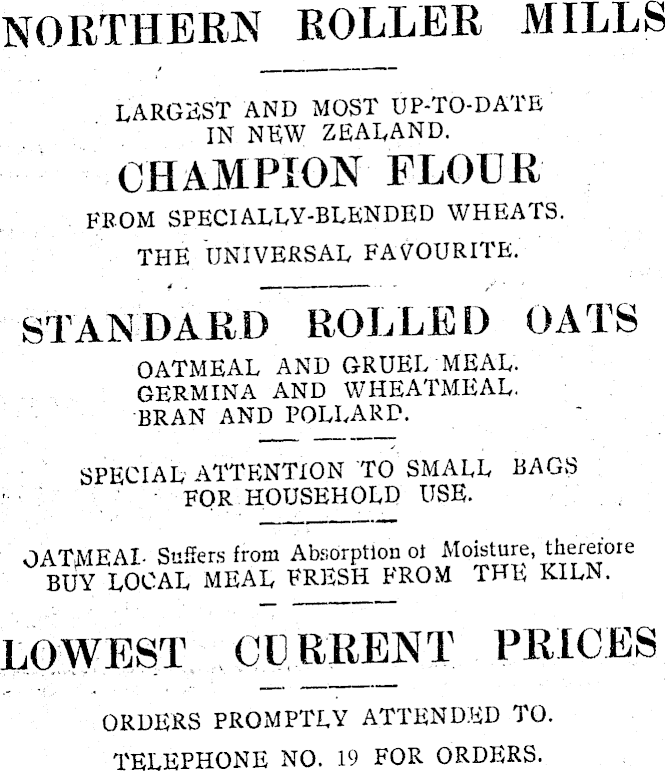 NORTHERN ROLLER MILLS
LARGEST AND MOST UP-TO-DATE
IN NEW ZEALAND.
CHAMPION FLOUR
FROM SPECIALLY-BLENDED WHEATS.
THE UNIVERSAL FAVOURITE.
STANDARD ROLLED OATS
OATMEAL AND GRUEL MEAL.
GERMINA AND WHEATMEAL.
BRAN AND POLLARD.
SPECIAL ATTENTION TO SMALL BAGS
FOR HOUSEHOLD USE.
OATMEAL Suffers from Absorption of Moisture, therefore
BUY LOCAL MEAL FRESH FROM THE KILN.
LOWEST CURRENT PRICES
ORDERS PROMPTLY ATTENDED TO.
TELEPHONE NO. 19 FOR ORDERS.